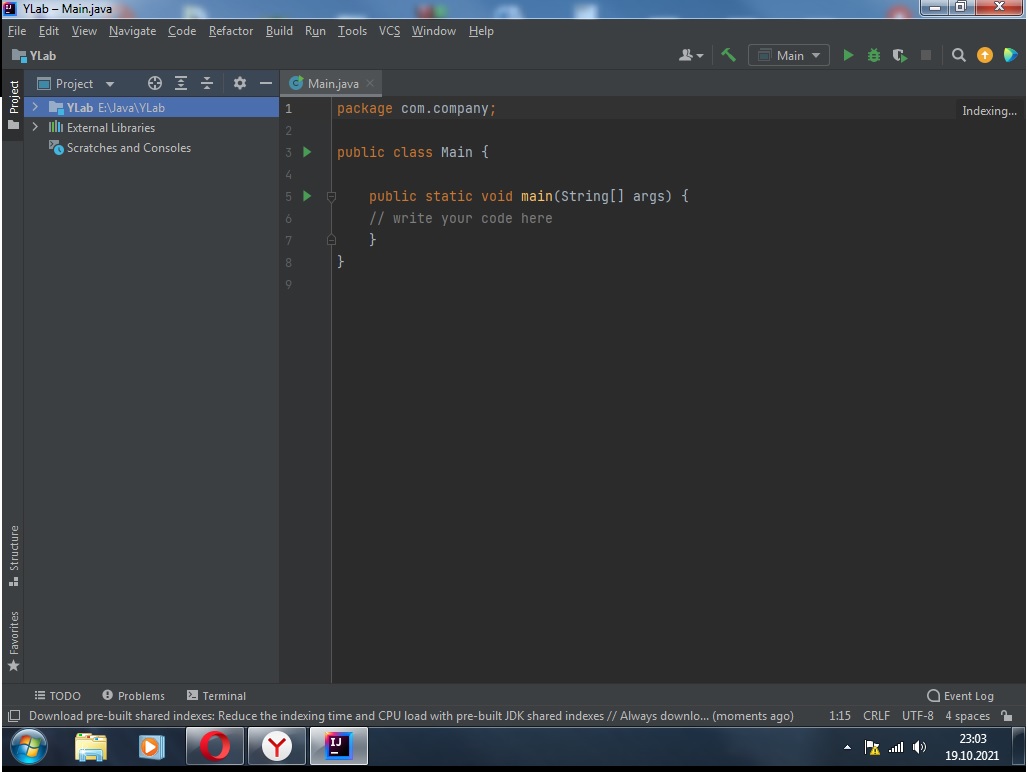 YLab – Main.java
File Edit View Navigate Code Refactor Build Run Tools VCS Window Help
YLab
Main
Project
Project
Main.java
YLab E:\Java\YLab
External Libraries
Scratches and Consoles
Indexing...
1 package com.company;
2
3 public class Main {
4
5 public static void main(String[] args) {
6 // write your code here
7 }
8 }
9
Structure
Favorites
TODO Problems Terminal Event Log
Download pre-built shared indexes: Reduce the indexing time and CPU load with pre-built JDK shared indexes // Always downlo... (moments ago) 1:15 CRLF UTF-8 4 spaces
IJ
23:03
19.10.2021